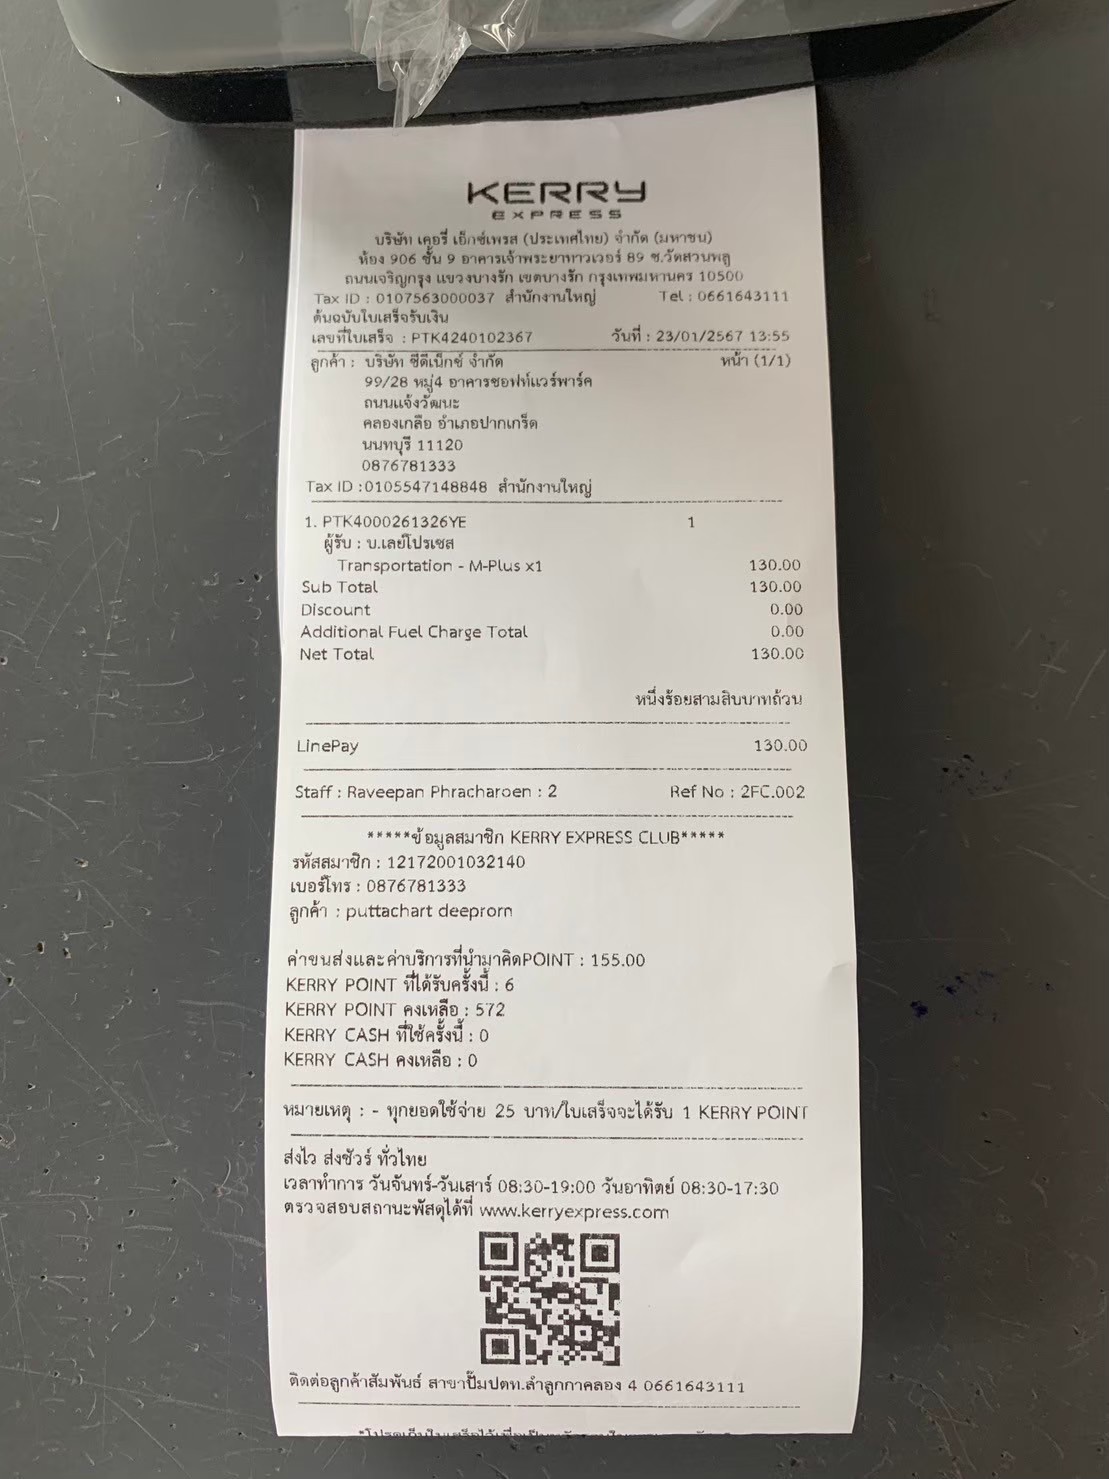 KERRY
EXPRESS
บริษัท เคอรี่ เอ็กซ์เพรส (ประเทศไทย) จำกัด (มหาชน)
ห้อง 906 ชั้น 9 อาคารเจ้าพระยาทาวเวอร์ 89 ซ.วัดสวนพลู
ถนนเจริญกรุง แขวงบางรัก เขตบางรัก กรุงเทพมหานคร 10500
Tax ID : 0107563000037 สำนักงานใหญ่ Tel : 0661643111
ต้นฉบับใบเสร็จรับเงิน
เลขที่ใบเสร็จ : PTK4240102367 วันที่ : 23/01/2567 13:55
ลูกค้า : บริษัท ซีดีเน็กซ์ จำกัด หน้า (1/1)
99/28 หมู่4 อาคารซอฟท์แวร์พาร์ค
ถนนแจ้งวัฒนะ
คลองเกลือ อำเภอปากเกร็ด
นนทบุรี 11120
0876781333
Tax ID :0105547148848 สำนักงานใหญ่
1. PTK4000261326YE 1
ผู้รับ : บ.เลย์โปรเซส
Transportation - M-Plus x1 130.00
Sub Total 130.00
Discount 0.00
Additional Fuel Charge Total 0.00
Net Total 130.00
หนึ่งร้อยสามสิบบาทถ้วน
LinePay 130.00
Staff : Raveepan Phracharoen : 2 Ref No : 2FC.002
*****ข้อมูลสมาชิก KERRY EXPRESS CLUB*****
รหัสสมาชิก : 12172001032140
เบอร์โทร : 0876781333
ลูกค้า : puttachart deeprom
ค่าขนส่งและค่าบริการที่นำมาคิดPOINT : 155.00
KERRY POINT ที่ได้รับครั้งนี้ : 6
KERRY POINT คงเหลือ : 572
KERRY CASH ที่ใช้ครั้งนี้ : 0
KERRY CASH คงเหลือ : 0
หมายเหตุ : - ทุกยอดใช้จ่าย 25 บาท/ใบเสร็จจะได้รับ 1 KERRY POINT
ส่งไว ส่งชัวร์ ทั่วไทย
เวลาทำการ วันจันทร์-วันเสาร์ 08:30-19:00 วันอาทิตย์ 08:30-17:30
ตรวจสอบสถานะพัสดุได้ที่ www.kerryexpress.com
ติดต่อลูกค้าสัมพันธ์ สาขาปั๊มปตท.ลำลูกกาคลอง 4 0661643111